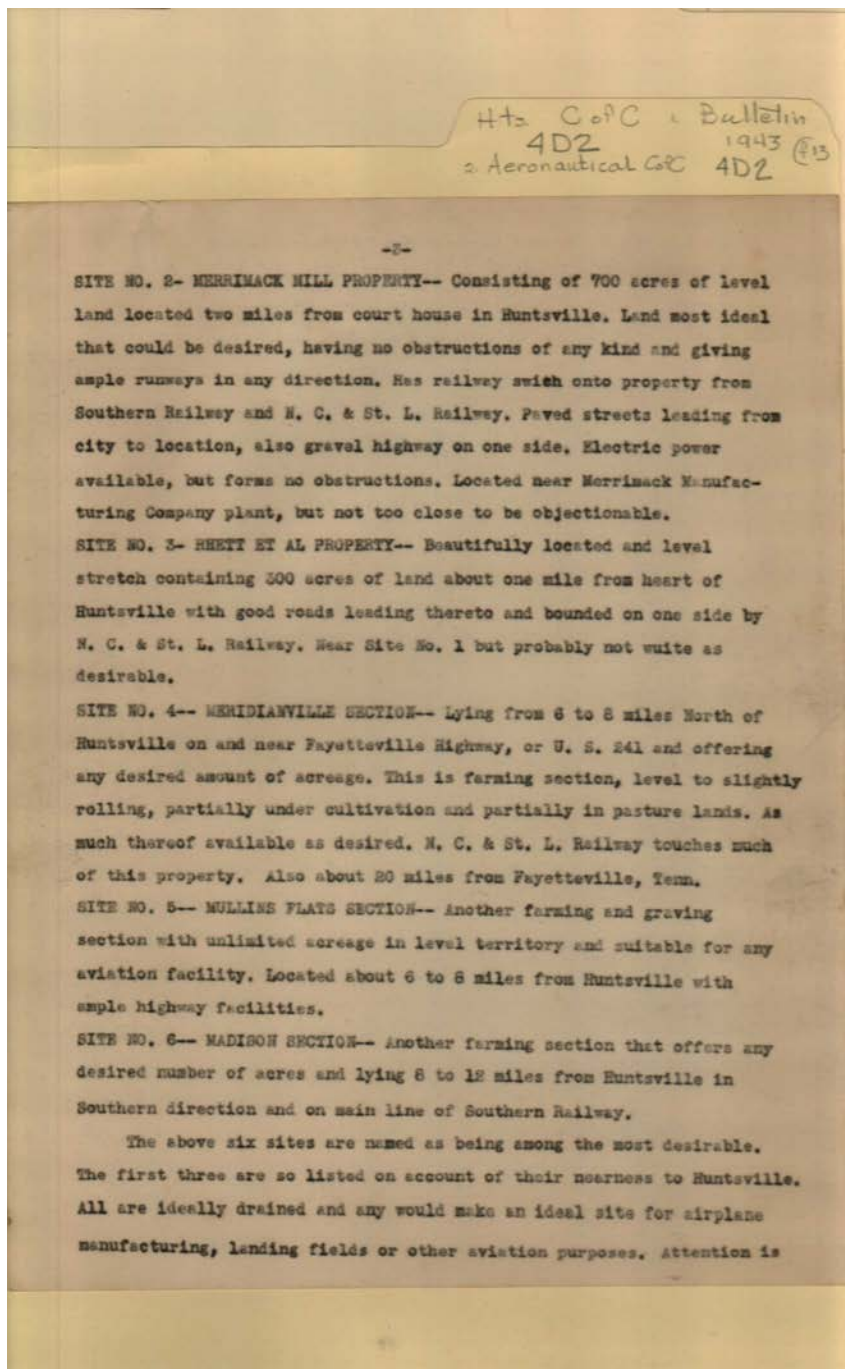 Hts CofC Bulletin
4D2 1943 F13
2. Aeronautical CofC 4D2
-3-
SITE NO. 2- MERRIMACK MILL PROPERTY-- Consisting of 700 acres of level
land located two miles from court house in Huntsville. Land most ideal
that could be desired, having no obstructions of any kind and giving
ample runways in any direction. Has railway swith onto property from
Southern Railway and N. C. & St. L. Railway. Paved streets leading from
city to location, also gravel highway on one side. Electric power
available, but forms no obstructions. Located near Merrimack Manufac-
turing Company plant, but not too close to be objectionable.
SITE NO. 3- RHETT ET AL PROPERTY-- Beautifully located and level
stretch containing 300 acres of land about one mile from heart of
Huntsville with good roads leading thereto and bounded on one side by
N. C. & St. L. Railway. Near Site No. 1 but probably not wuite as
desirable.
SITE NO. 4-- MERIDIANVILLE SECTION-- Lying from 6 to 8 miles North of
Huntsville on and near Fayetteville Highway, or U. S. 241 and offering
any desired amount of acreage. This is farming section, level to slightly
rolling, partially under cultivation and partially in pasture lands. As
much thereof available as desired. N. C. & St. L. Railway touches much
of this property. Also about 20 miles from Fayetteville, Tenn.
SITE NO. 5-- MULLINS FLATS SECTION-- Another farming and graving
section with unlimited acreage in level territory and suitable for any
aviation facility. Located about 6 to 8 miles from Huntsville with
ample highway facilities.
SITE NO. 6-- MADISON SECTION-- Another farming section that offers any
desired number of acres and lying 8 to 12 miles from Huntsville in
Southern direction and on main line of Southern Railway.
The above six sites are named as being among the most desirable.
The first three are so listed on account of their nearness to Huntsville.
All are ideally drained and any would make an ideal site for airplane
manufacturing, landing fields or other aviation purposes. Attention is